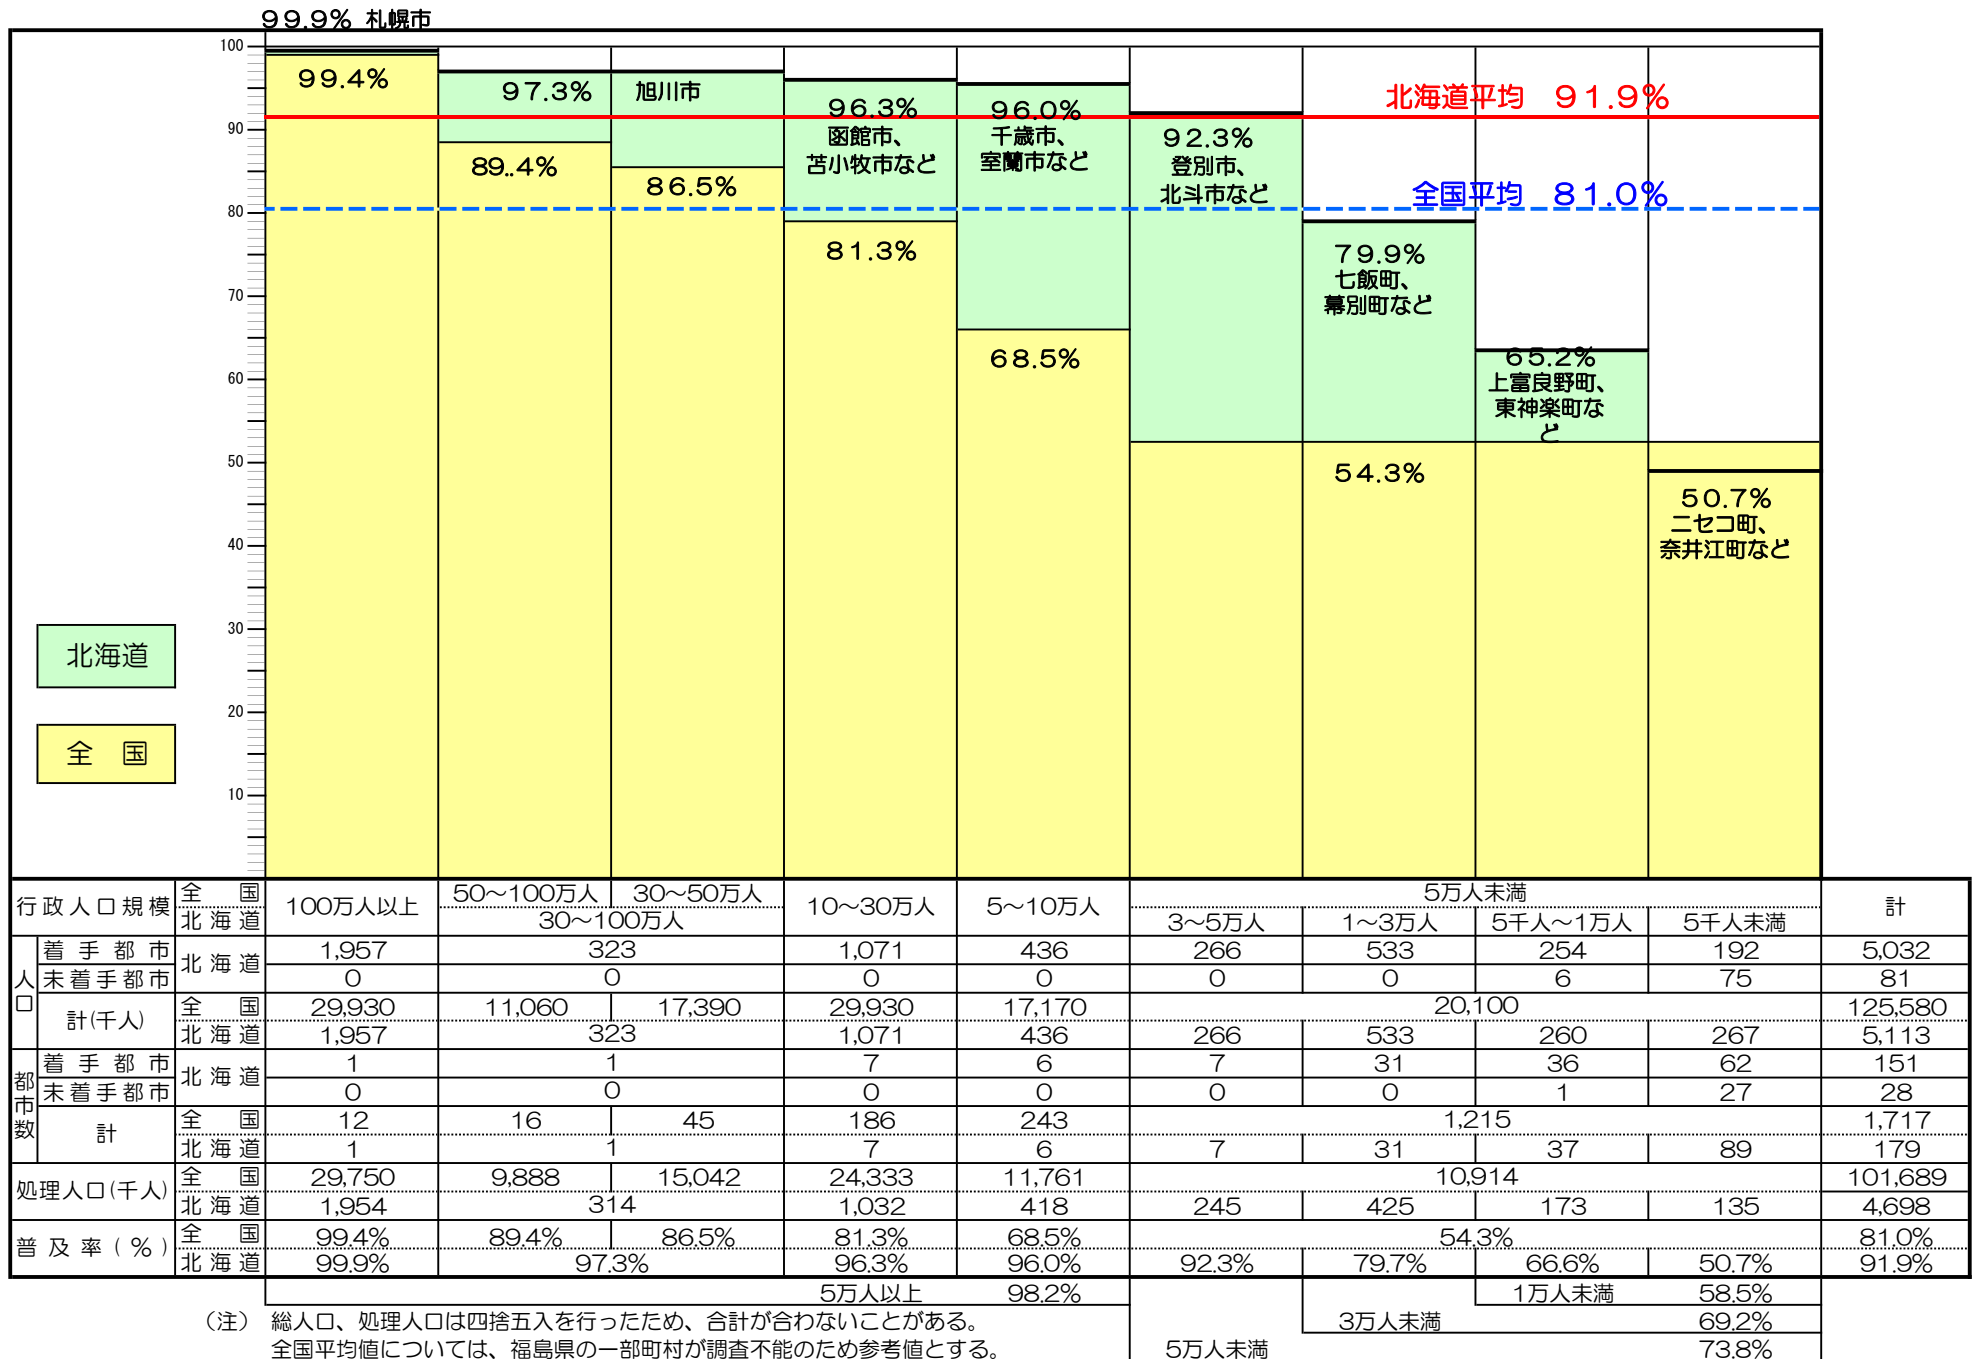 99.9% 札幌市
100
99.4%
97.3% 旭川市
96.3%
函館市、
苫小牧市など
96.0%
千歳市、
室蘭市など
北海道平均 91.9%
90
89..4%
86.5%
92.3%
登別市、
北斗市など
全国平均 81.0%
80
81.3%
79.9%
七飯町、
幕別町など
70
68.5%
65.2%
上富良野町、
東神楽町な
ど
60
50
54.3%
50.7%
ニセコ町、
奈井江町など
40
30
北海道
20
全 国
10
行政人口規模 全 国 100万人以上 50～100万人 30～50万人 10～30万人 5～10万人 5万人未満 計
北海道 30～100万人 3～5万人 1～3万人 5千人～1万人 5千人未満
人口 着手都市 北海道 1,957 323 1,071 436 266 533 254 192 5,032
未着手都市 0 0 0 0 0 0 6 75 81
計(千人) 全 国 29,930 11,060 17,390 29,930 17,170 20,100 125,580
北海道 1,957 323 1,071 436 266 533 260 267 5,113
都市数 着手都市 北海道 1 1 7 6 7 31 36 62 151
未着手都市 0 0 0 0 0 0 1 27 28
計 全 国 12 16 45 186 243 1,215 1,717
北海道 1 1 7 6 7 31 37 89 179
処理人口(千人) 全 国 29,750 9,888 15,042 24,333 11,761 10,914 101,689
北海道 1,954 314 1,032 418 245 425 173 135 4,698
普及率(%) 全 国 99.4% 89.4% 86.5% 81.3% 68.5% 54.3% 81.0%
北海道 99.9% 97.3% 96.3% 96.0% 92.3% 79.7% 66.6% 50.7% 91.9%
5万人以上 98.2% 1万人未満 58.5%
（注） 総人口、処理人口は四捨五入を行ったため、合計が合わないことがある。 3万人未満 69.2%
全国平均値については、福島県の一部町村が調査不能のため参考値とする。 5万人未満 73.8%